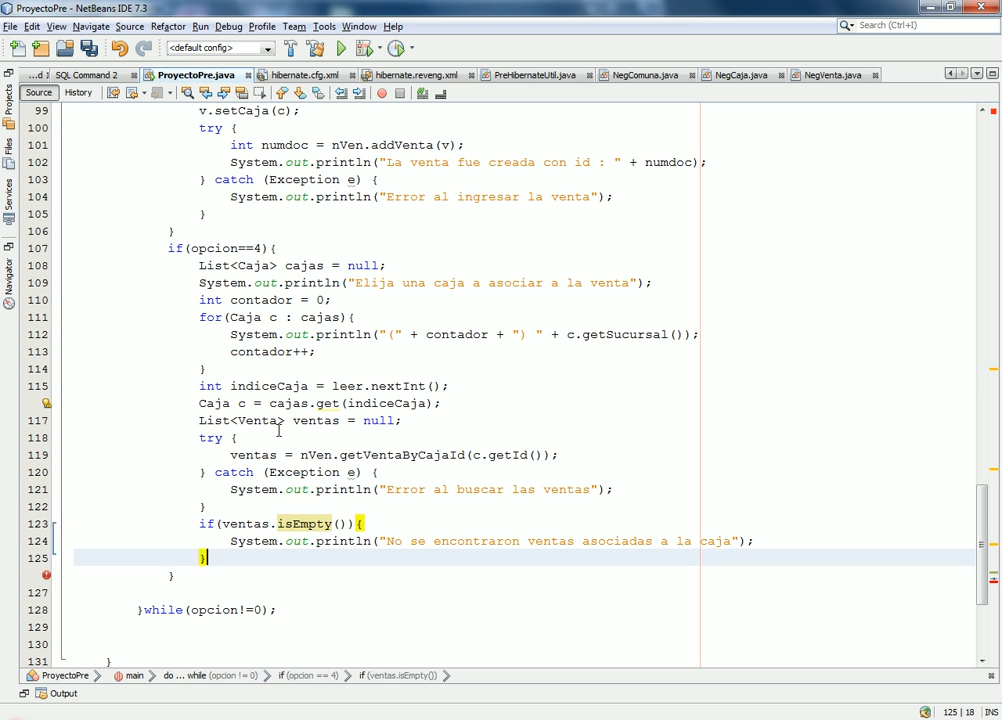 ProyectoPre - NetBeans IDE 7.3
File Edit View Navigate Source Refactor Run Debug Profile Team Tools Window Help
Search (Ctrl+I)
<default config>
...d 1 SQL Command 2 ProyectoPre.java hibernate.cfg.xml hibernate.reveng.xml PreHibernateUtil.java NegComuna.java NegCaja.java NegVenta.java
Source History
Projects
Files
Services
Navigator
99 v.setCaja(c);
100 try {
101 int numdoc = nVen.addVenta(v);
102 System.out.println("La venta fue creada con id : " + numdoc);
103 } catch (Exception e) {
104 System.out.println("Error al ingresar la venta");
105 }
106 }
107 if(opcion==4){
108 List<Caja> cajas = null;
109 System.out.println("Elija una caja a asociar a la venta");
110 int contador = 0;
111 for(Caja c : cajas){
112 System.out.println("(" + contador + ") " + c.getSucursal());
113 contador++;
114 }
115 int indiceCaja = leer.nextInt();
Caja c = cajas.get(indiceCaja);
117 List<Venta> ventas = null;
118 try {
119 ventas = nVen.getVentaByCajaId(c.getId());
120 } catch (Exception e) {
121 System.out.println("Error al buscar las ventas");
122 }
123 if(ventas.isEmpty()){
124 System.out.println("No se encontraron ventas asociadas a la caja");
125 }
}
127
128 }while(opcion!=0);
129
130
131 }
ProyectoPre main do ... while (opcion != 0) if (opcion == 4) if (ventas.isEmpty())
Output
125 | 18 INS